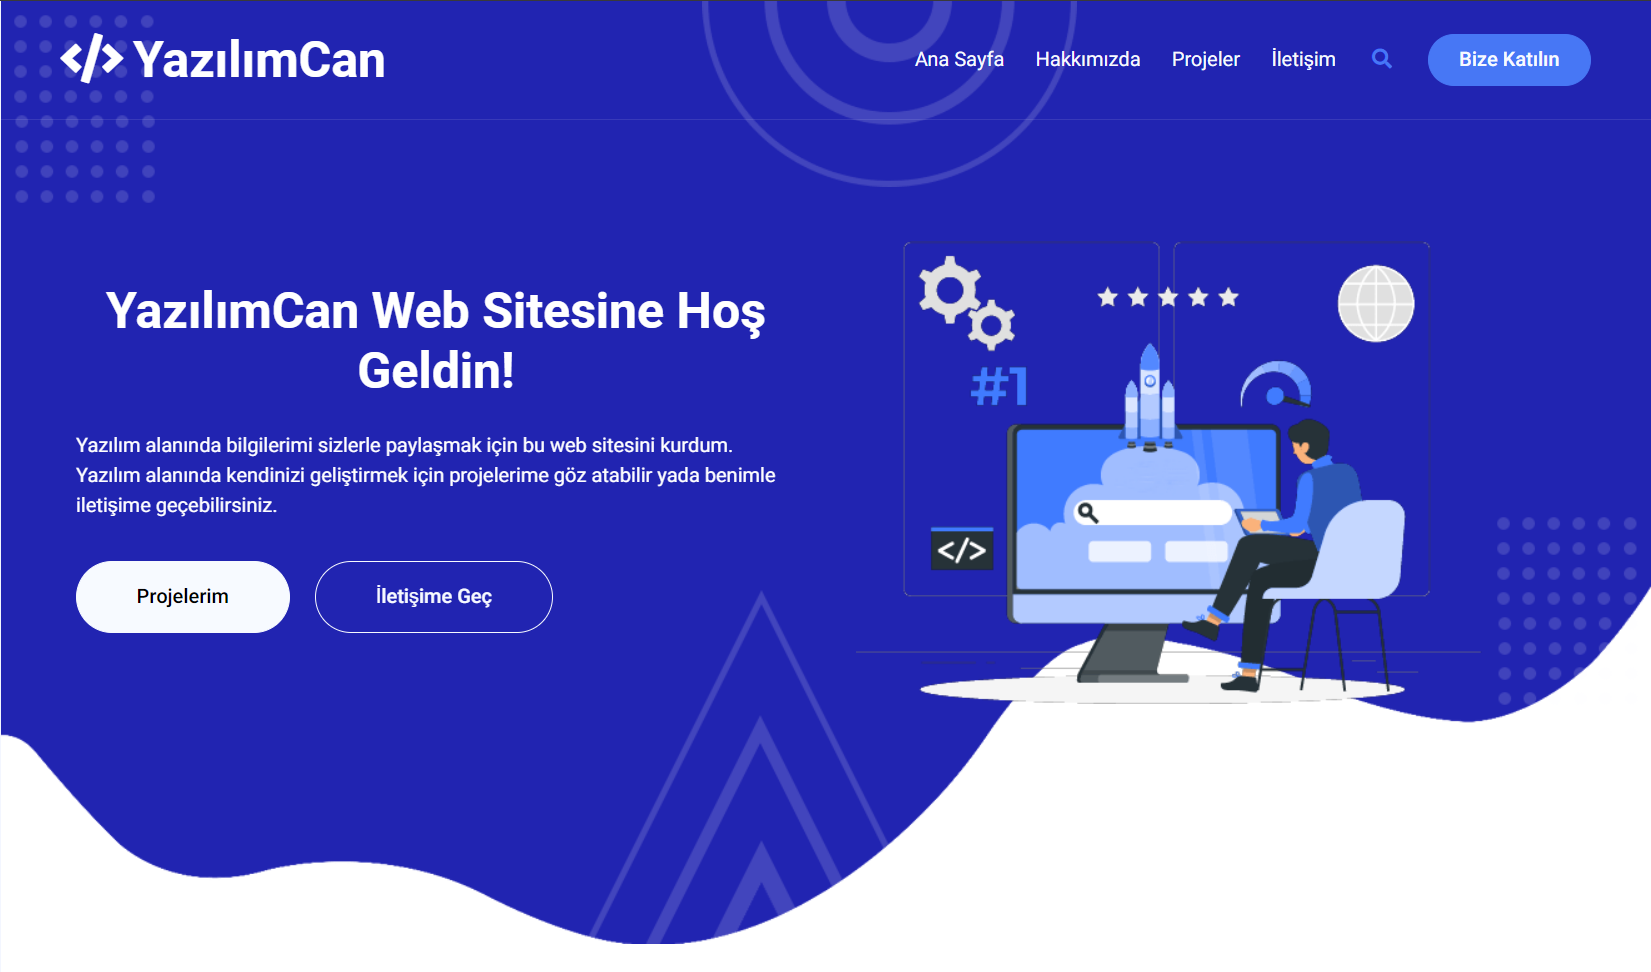 </> YazılımCan
Ana Sayfa Hakkımızda Projeler İletişim Bize Katılın
YazılımCan Web Sitesine Hoş
Geldin!
Yazılım alanında bilgilerimi sizlerle paylaşmak için bu web sitesini kurdum.
Yazılım alanında kendinizi geliştirmek için projelerime göz atabilir yada benimle
iletişime geçebilirsiniz.
Projelerim İletişime Geç
#1
</>